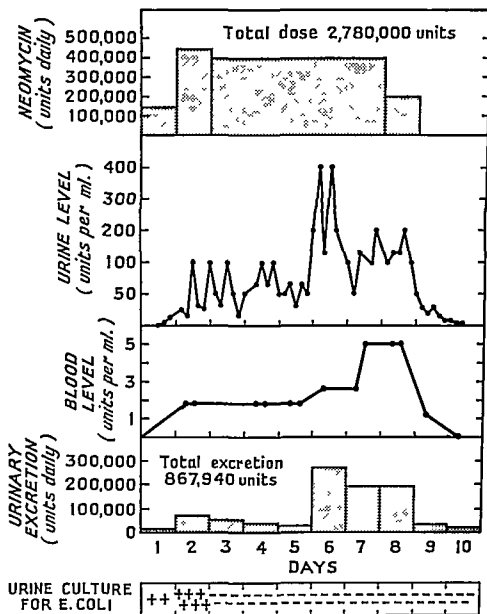 Total dose 2,780,000 units
NEOMYCIN
(units daily)
500,000
400,000
300,000
200,000
100,000
URINE LEVEL
(units per ml.)
400
300
200
100
50
BLOOD
LEVEL
(units per ml.)
5
3
1
URINARY
EXCRETION
(units daily)
300,000
200,000
100,000
0
Total excretion
867,940 units
1 2 3 4 5 6 7 8 9 10
DAYS
URINE CULTURE
FOR E.COLI
++ +++
+++